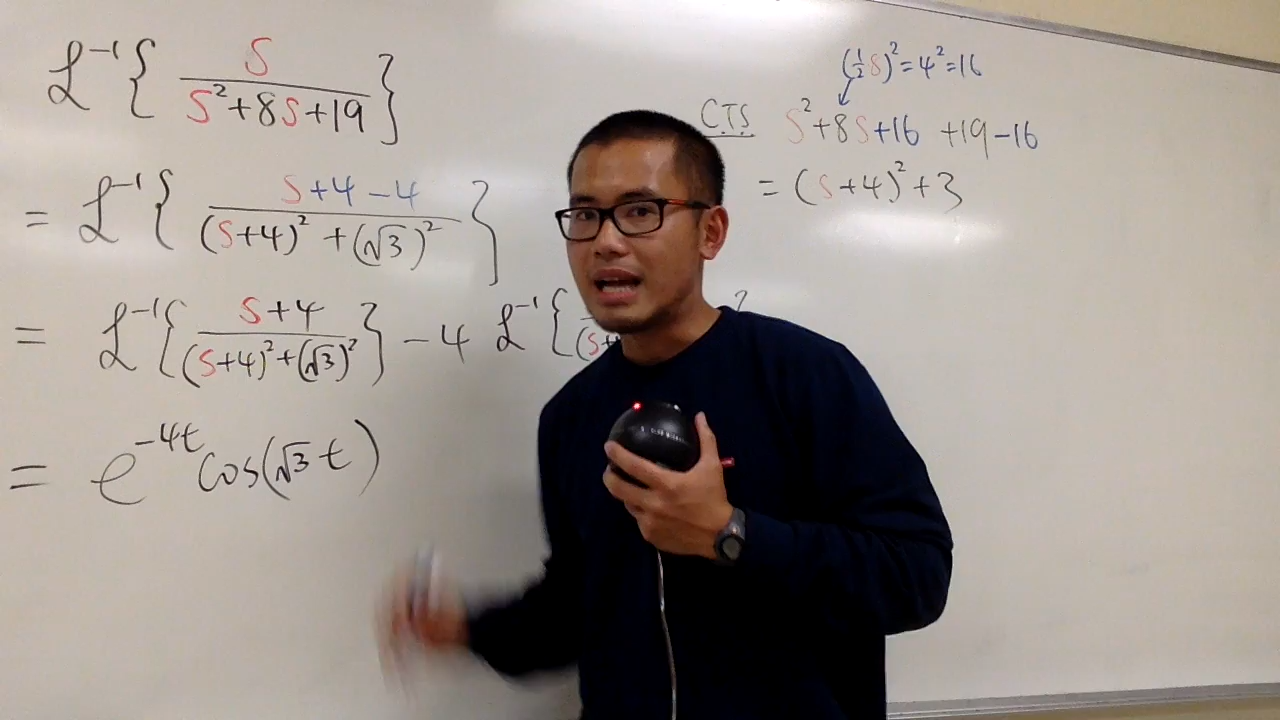 ℒ⁻¹{ s / (s²+8s+19) }
= ℒ⁻¹{ (s+4-4) / ((s+4)²+(√3)²) }
= ℒ⁻¹{ (s+4) / ((s+4)²+(√3)²) } - 4 ℒ⁻¹{
= e^(-4t) cos(√3 t)
(½8)²=4²=16
CTS s²+8s+16 +19-16
= (s+4)²+3